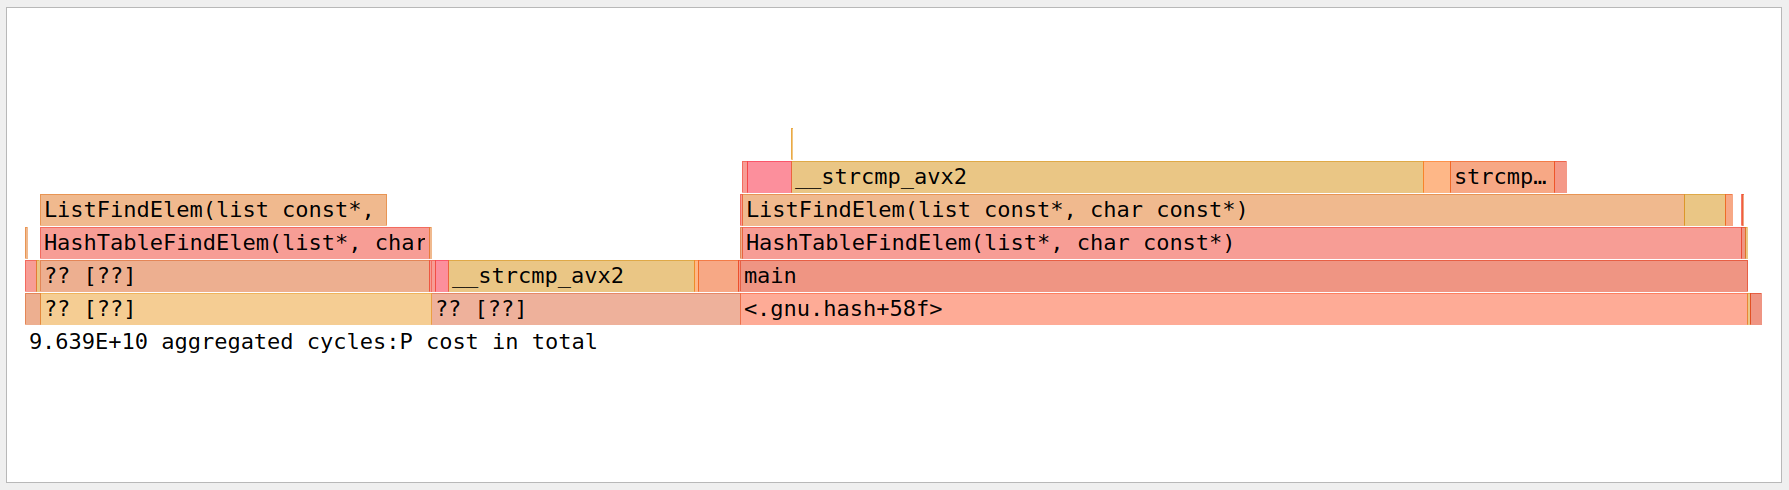 __strcmp_avx2 strcmp…
ListFindElem(list const*, ListFindElem(list const*, char const*)
HashTableFindElem(list*, char HashTableFindElem(list*, char const*)
?? [??] __strcmp_avx2 main
?? [??] ?? [??] <.gnu.hash+58f>
9.639E+10 aggregated cycles:P cost in total